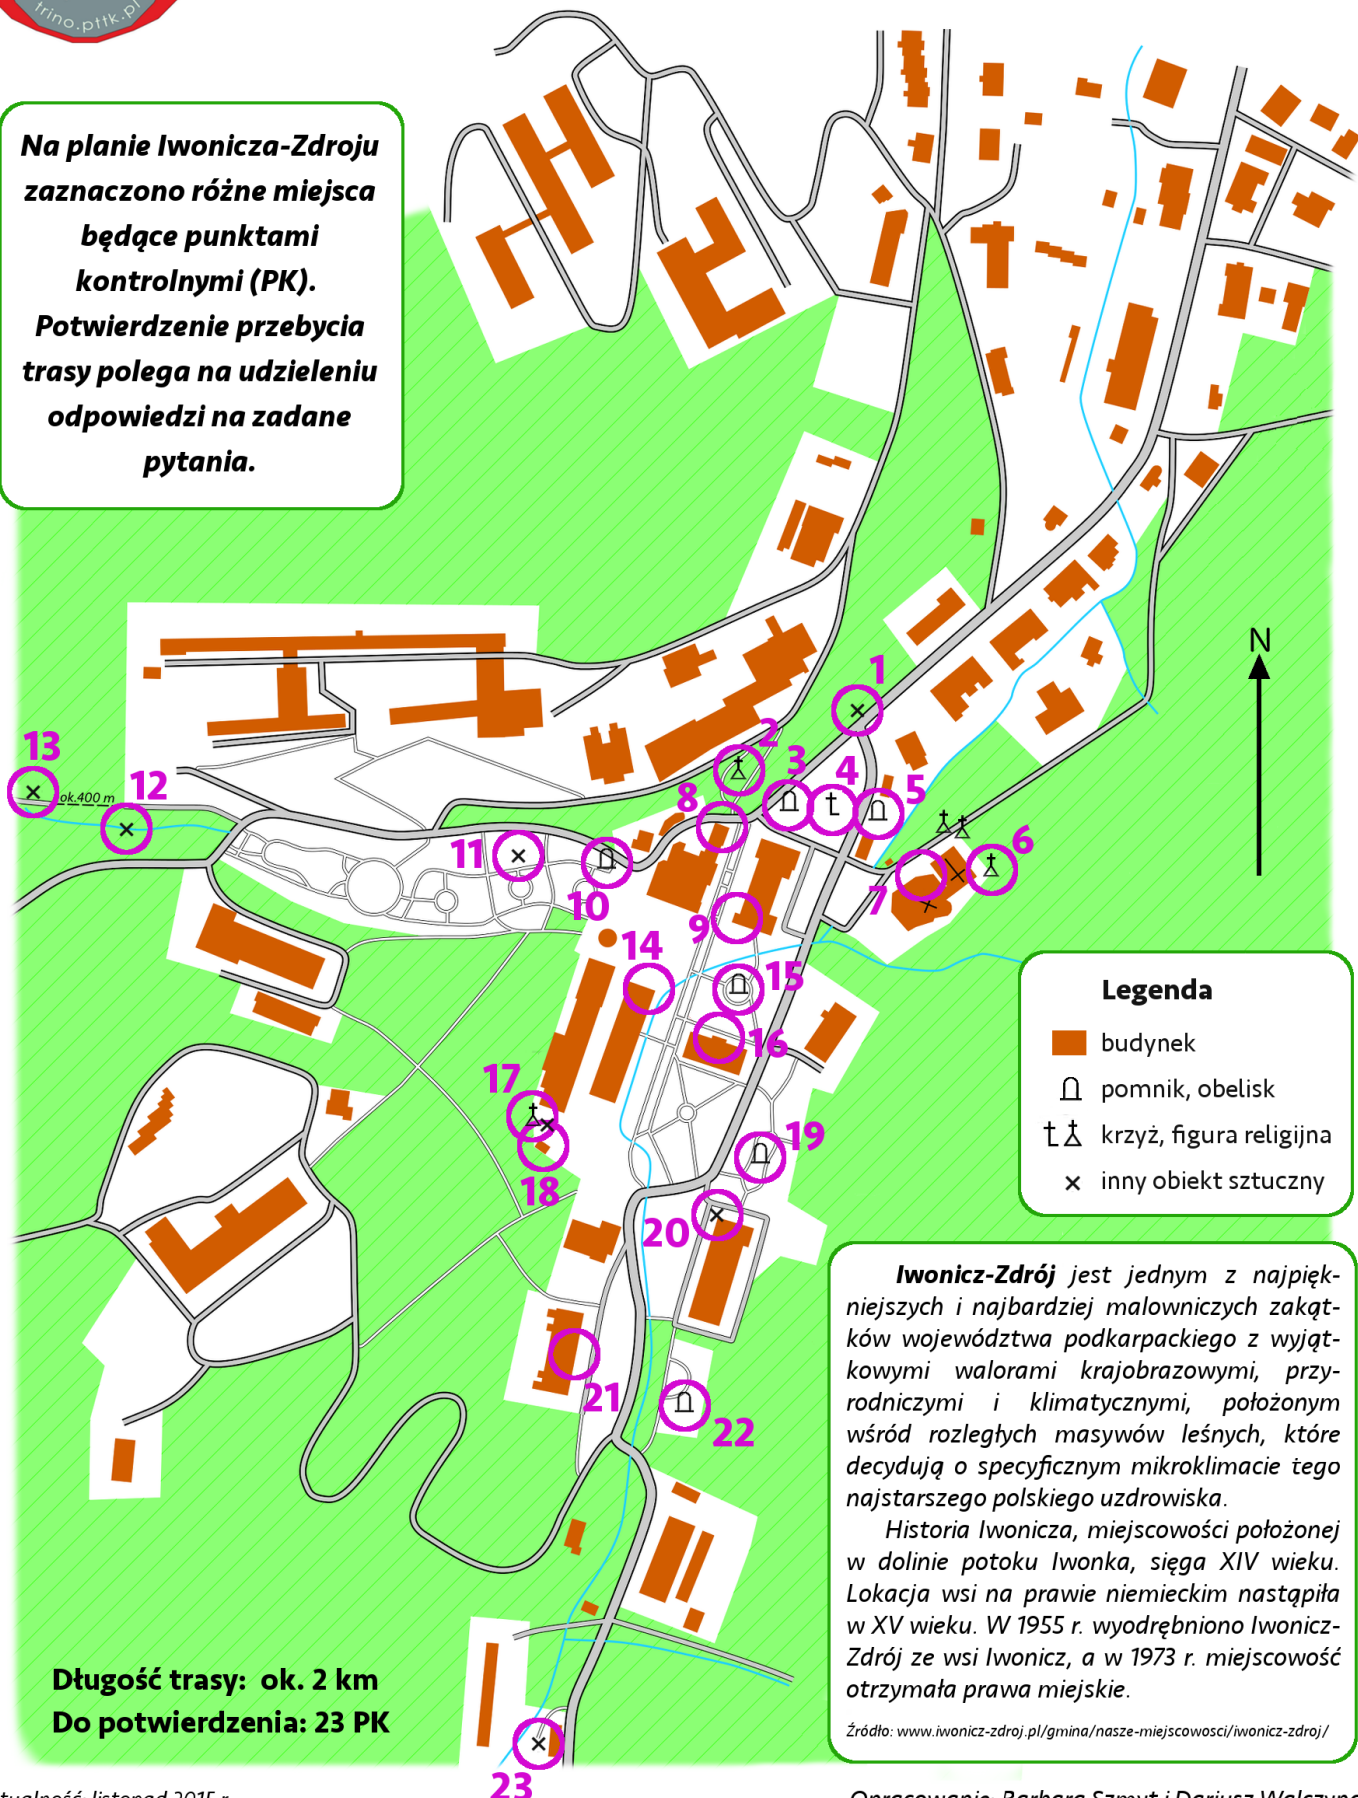 trino.pttk.pl
Na planie Iwonicza-Zdroju
zaznaczono różne miejsca
będące punktami
kontrolnymi (PK).
Potwierdzenie przebycia
trasy polega na udzieleniu
odpowiedzi na zadane
pytania.
N
1
2
3
4
5
6
7
8
9
10
11
12
13
ok.400 m
14
15
16
17
18
19
20
21
22
23
Legenda
budynek
pomnik, obelisk
krzyż, figura religijna
inny obiekt sztuczny
Iwonicz-Zdrój jest jednym z najpięk-
niejszych i najbardziej malowniczych zakąt-
ków województwa podkarpackiego z wyjąt-
kowymi walorami krajobrazowymi, przy-
rodniczymi i klimatycznymi, położonym
wśród rozległych masywów leśnych, które
decydują o specyficznym mikroklimacie tego
najstarszego polskiego uzdrowiska.
Historia Iwonicza, miejscowości położonej
w dolinie potoku Iwonka, sięga XIV wieku.
Lokacja wsi na prawie niemieckim nastąpiła
w XV wieku. W 1955 r. wyodrębniono Iwonicz-
Zdrój ze wsi Iwonicz, a w 1973 r. miejscowość
otrzymała prawa miejskie.
Źródło: www.iwonicz-zdroj.pl/gmina/nasze-miejscowosci/iwonicz-zdroj/
Długość trasy: ok. 2 km
Do potwierdzenia: 23 PK
listopad 2015 r.
Opracowanie: Barbara Szmyt i Dariusz